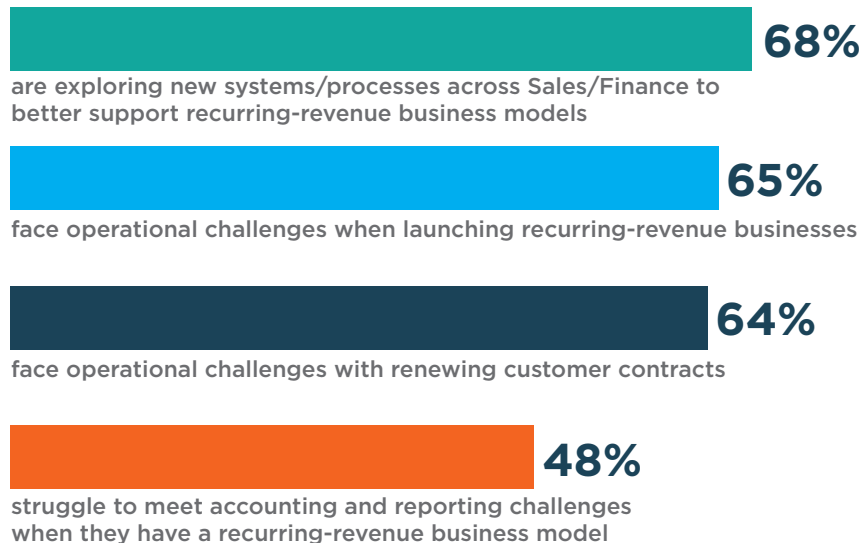 68%
are exploring new systems/processes across Sales/Finance to
better support recurring-revenue business models
65%
face operational challenges when launching recurring-revenue businesses
64%
face operational challenges with renewing customer contracts
48%
struggle to meet accounting and reporting challenges
when they have a recurring-revenue business model